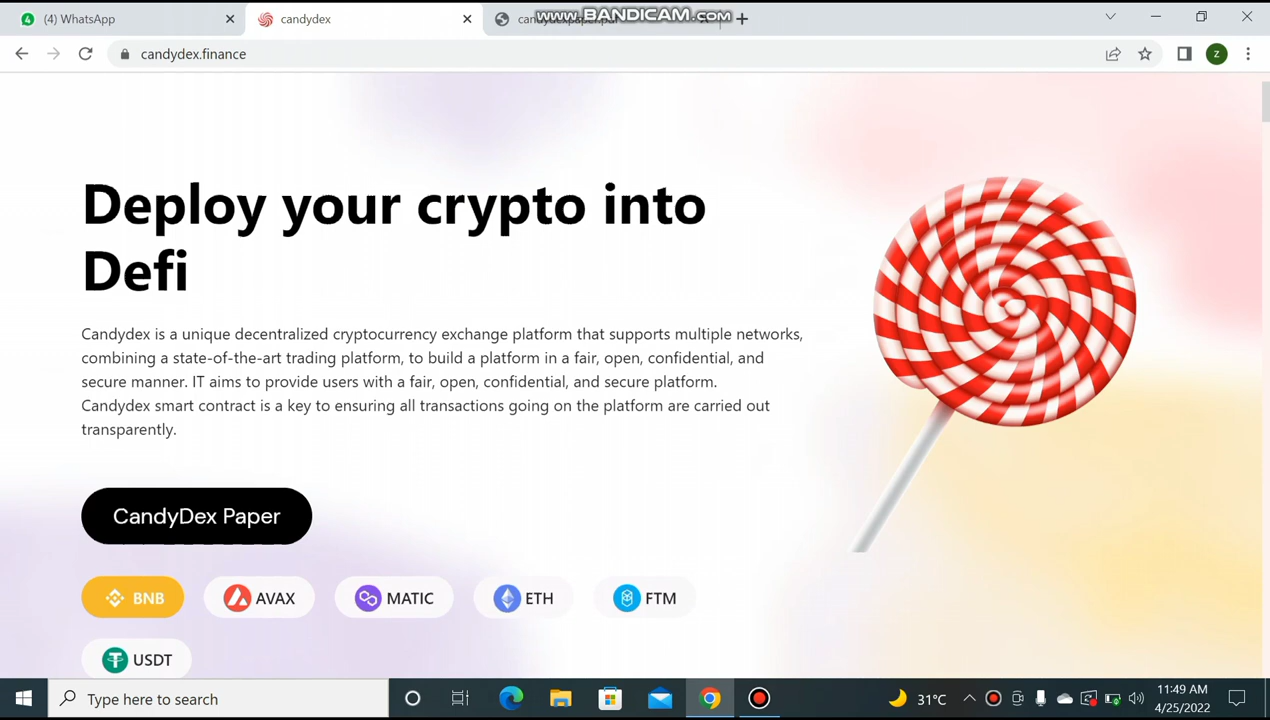 (4) WhatsApp
candydex
candydexpaper.pdf
www.BANDICAM.com
candydex.finance
Z
Deploy your crypto into
Defi
Candydex is a unique decentralized cryptocurrency exchange platform that supports multiple networks,
combining a state-of-the-art trading platform, to build a platform in a fair, open, confidential, and
secure manner. IT aims to provide users with a fair, open, confidential, and secure platform.
Candydex smart contract is a key to ensuring all transactions going on the platform are carried out
transparently.
CandyDex Paper
BNB
AVAX
MATIC
ETH
FTM
USDT
Type here to search
31°C
11:49 AM
4/25/2022